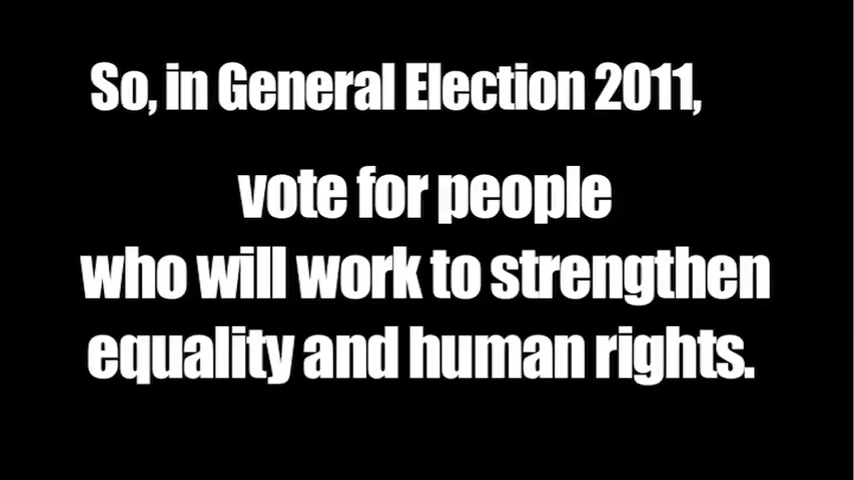 So, in General Election 2011,
vote for people
who will work to strengthen
equality and human rights.